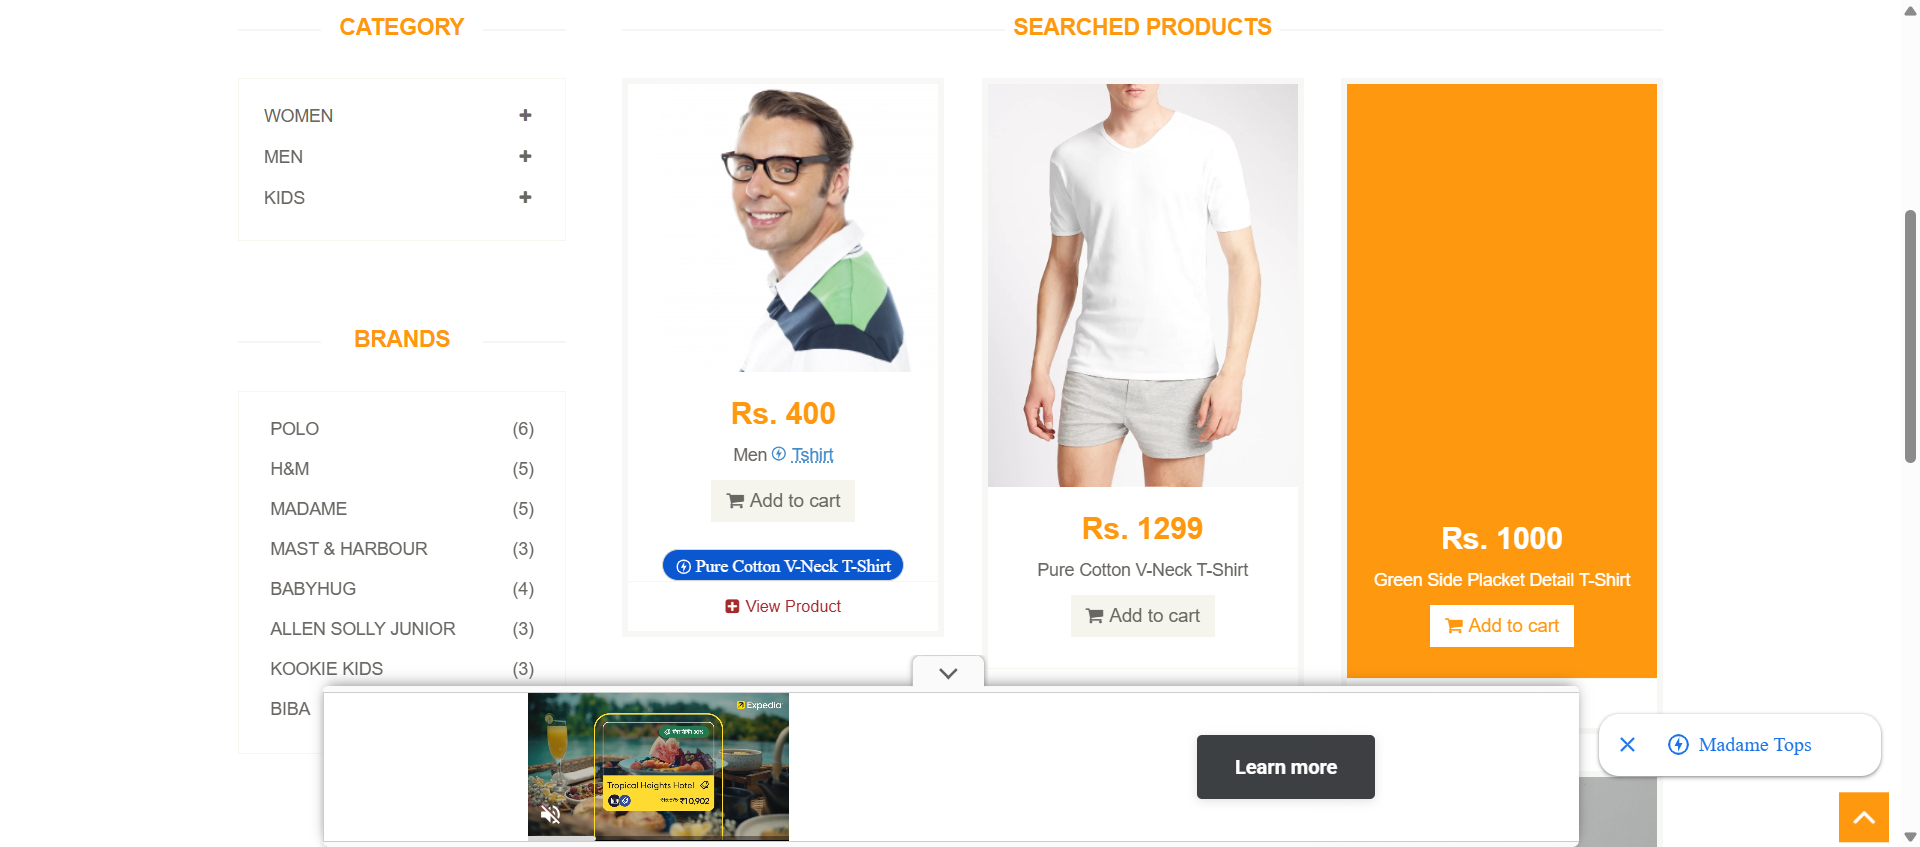 CATEGORY
WOMEN
MEN
KIDS
BRANDS
POLO (6)
H&M (5)
MADAME (5)
MAST & HARBOUR (3)
BABYHUG (4)
ALLEN SOLLY JUNIOR (3)
KOOKIE KIDS (3)
BIBA
SEARCHED PRODUCTS
Rs. 400
Men Tshirt
Add to cart
Pure Cotton V-Neck T-Shirt
View Product
Rs. 1299
Pure Cotton V-Neck T-Shirt
Add to cart
Rs. 1000
Green Side Placket Detail T-Shirt
Add to cart
Expedia
Tropical Heights Hotel
₹10,902
Learn more
Madame Tops